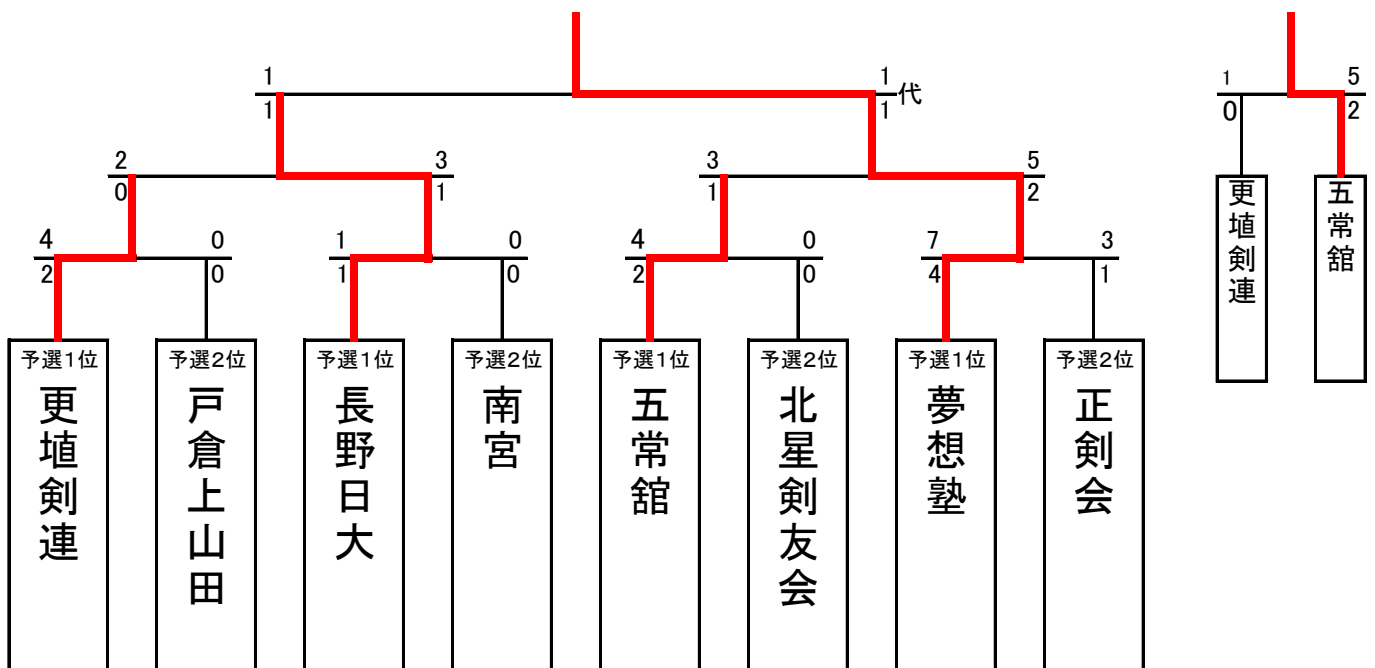 1 1代 1 5
1 1 0 2
2 3 3 5
0 1 1 2
4 0 1 0 4 0 7 3
2 0 1 0 2 0 4 1
更埴剣連
五常舘
予選1位 予選2位 予選1位 予選2位 予選1位 予選2位 予選1位 予選2位
更埴剣連
戸倉上山田
長野日大
南宮
五常舘
北星剣友会
夢想塾
正剣会